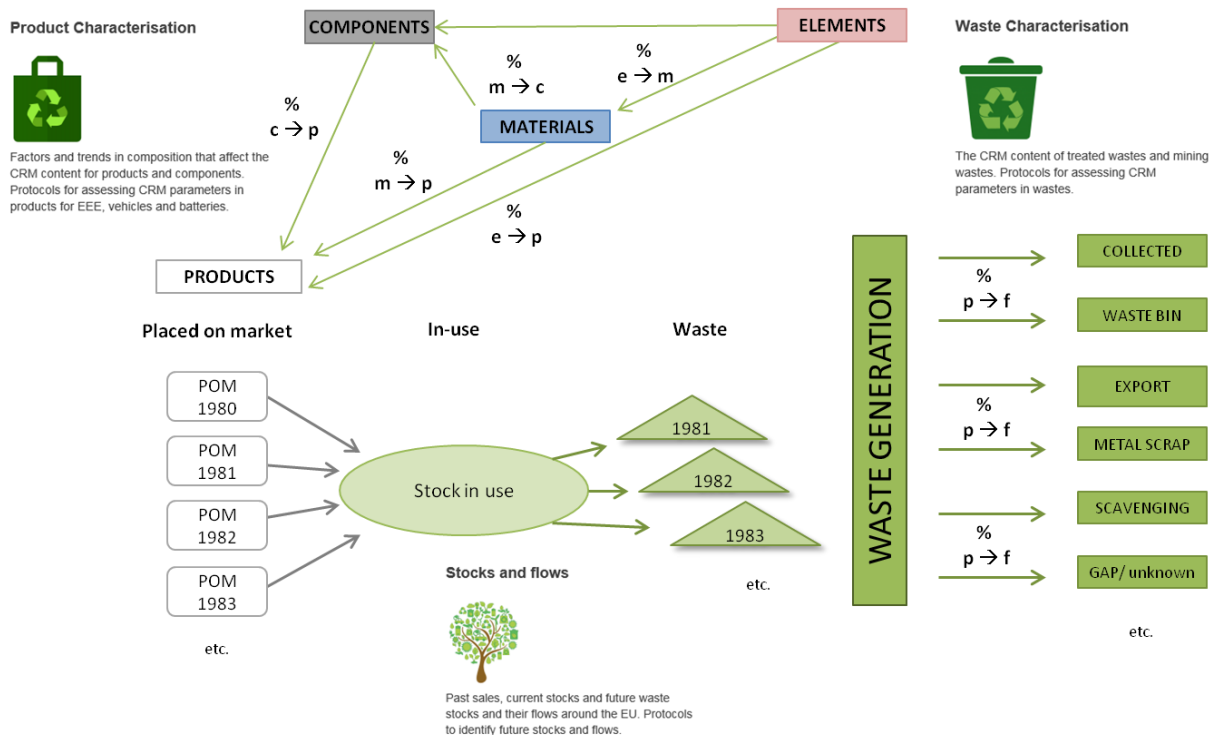 Product Characterisation
COMPONENTS
ELEMENTS
Waste Characterisation
%
m → c
%
e → m
%
c → p
MATERIALS
Factors and trends in composition that affect the
CRM content for products and components.
Protocols for assessing CRM parameters in
products for EEE, vehicles and batteries.
The CRM content of treated wastes and mining
wastes. Protocols for assessing CRM
parameters in wastes.
%
m → p
%
e → p
PRODUCTS
Placed on market
In-use
Waste
POM
1980
POM
1981
POM
1982
POM
1983
etc.
Stock in use
1981
1982
1983
etc.
Stocks and flows
Past sales, current stocks and future waste
stocks and their flows around the EU. Protocols
to identify future stocks and flows.
WASTE GENERATION
%
p → f
%
p → f
%
p → f
COLLECTED
WASTE BIN
EXPORT
METAL SCRAP
SCAVENGING
GAP/ unknown
etc.